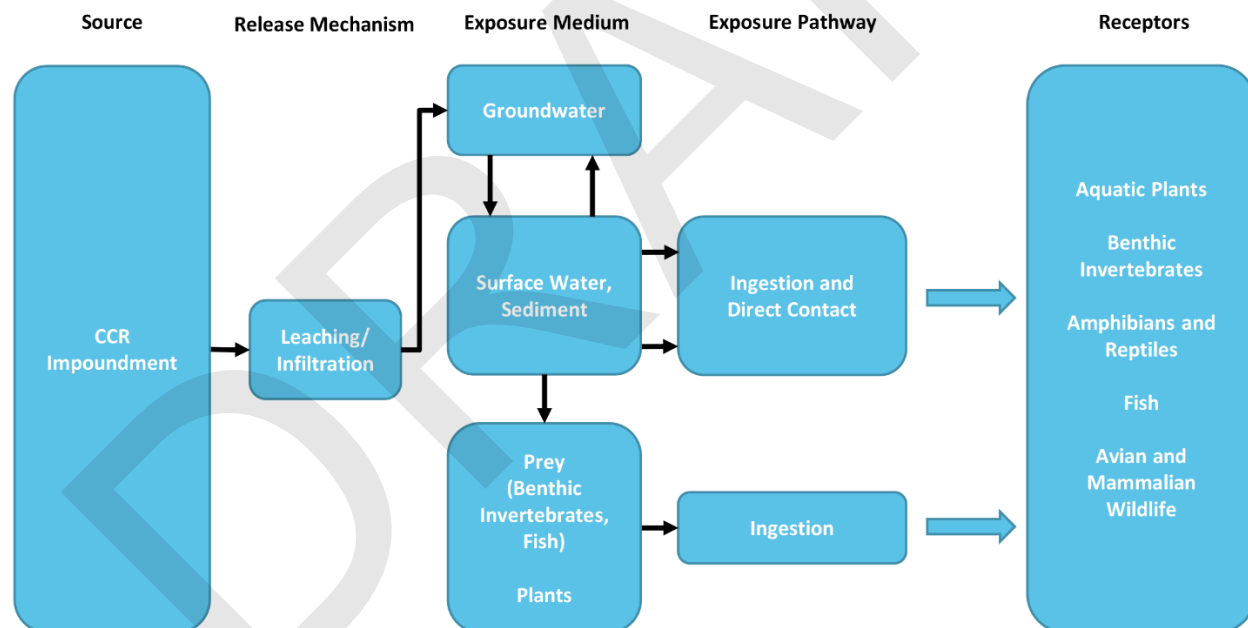 Source
Release Mechanism
Exposure Medium
Exposure Pathway
Receptors
CCR
Impoundment
Leaching/
Infiltration
Groundwater
Surface Water,
Sediment
Prey
(Benthic
Invertebrates,
Fish)
Plants
Ingestion and
Direct Contact
Ingestion
Aquatic Plants
Benthic
Invertebrates
Amphibians and
Reptiles
Fish
Avian and
Mammalian
Wildlife
DRA